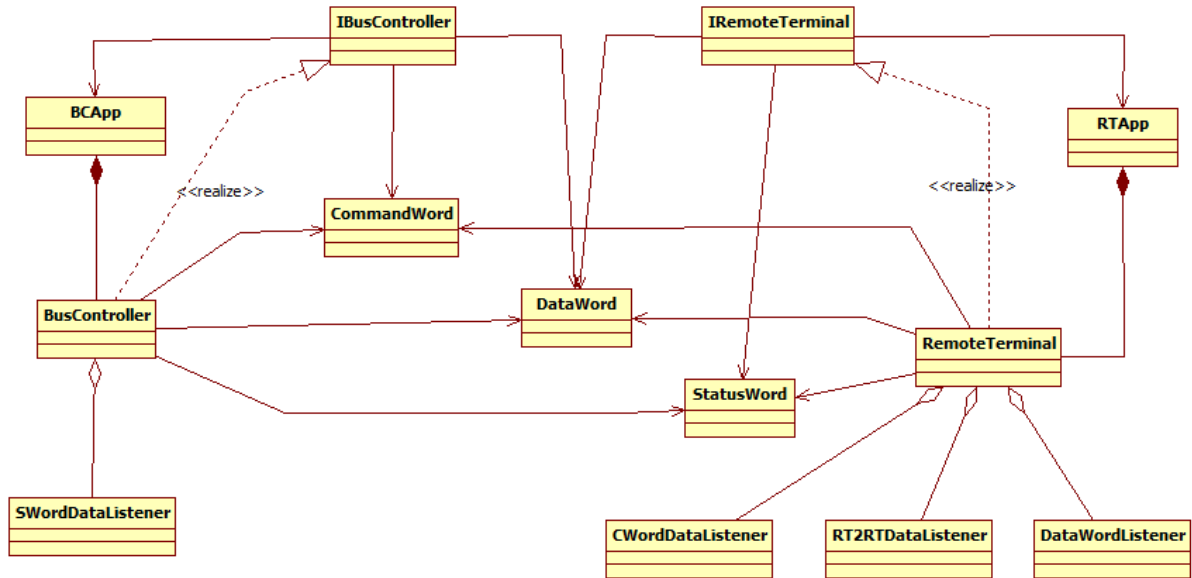 IBusController
IRemoteTerminal
BCApp
RTApp
<<realize>>
<<realize>>
CommandWord
DataWord
BusController
RemoteTerminal
StatusWord
SWordDataListener
CWordDataListener
RT2RTDataListener
DataWordListener